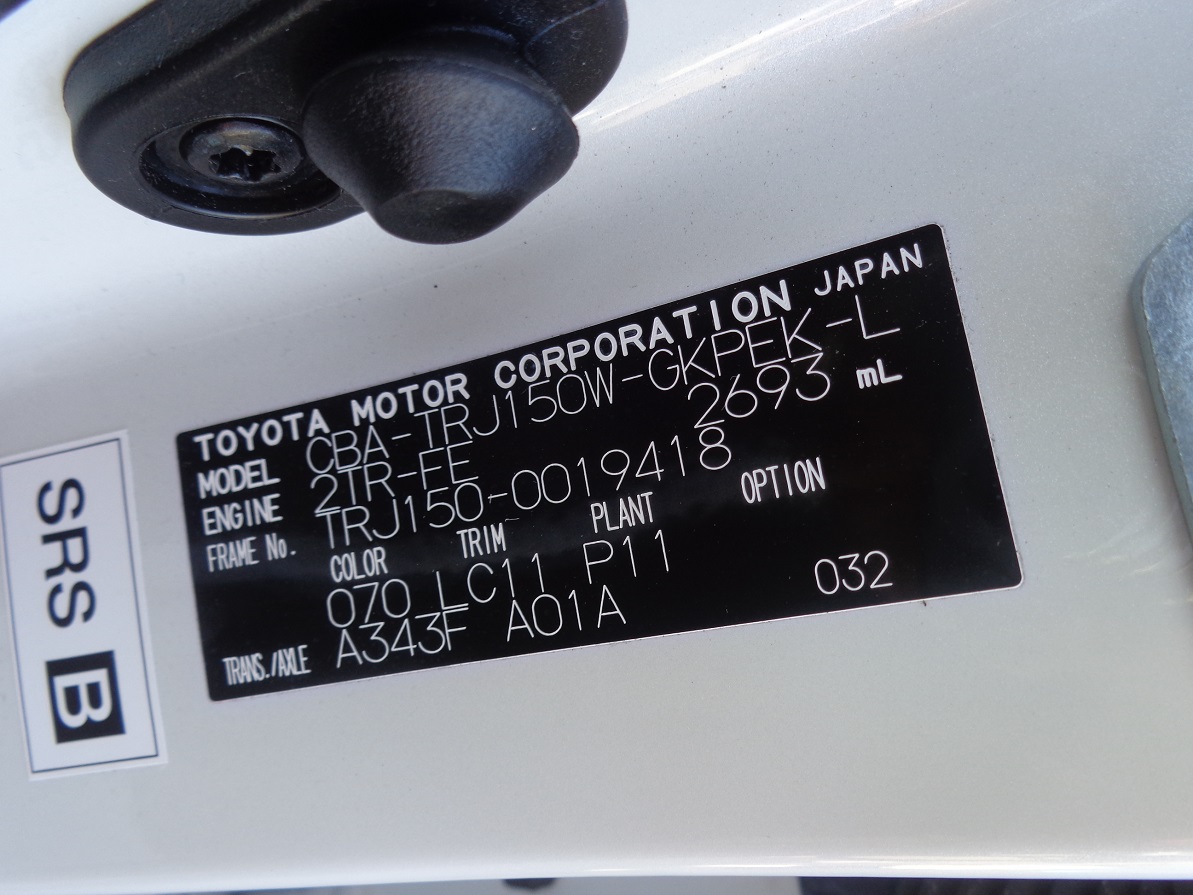 TOYOTA MOTOR CORPORATION JAPAN
MODEL CBA-TRJ150W-GKPEK-L
ENGINE 2TR-FE 2693 mL
FRAME No. TRJ150-0019418
COLOR TRIM PLANT OPTION
070 LC11 P11
TRANS./AXLE A343F A01A 032
SRS B